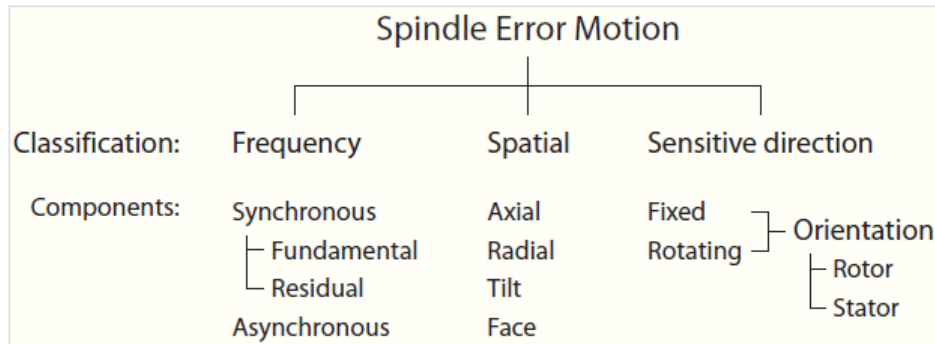 Spindle Error Motion
Classification: Frequency Spatial Sensitive direction
Components: Synchronous Axial Fixed
Fundamental Radial Rotating Orientation
Residual Tilt Rotor
Asynchronous Face Stator